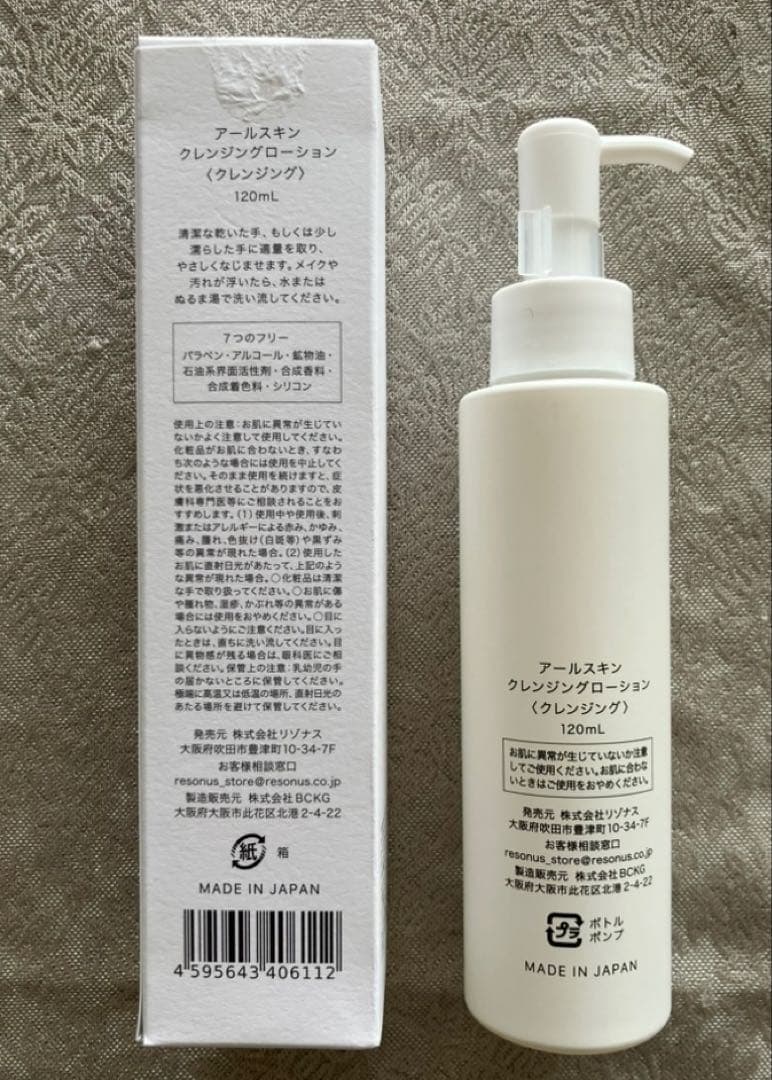 アールスキン
クレンジングローション
〈クレンジング〉
120mL
清潔な乾いた手、もしくは少し
濡らした手に適量を取り、
やさしくなじませます。メイクや
汚れが浮いたら、水または
ぬるま湯で洗い流してください。
7つのフリー
パラベン・アルコール・鉱物油・
石油系界面活性剤・合成香料・
合成着色料・シリコン
使用上の注意：お肌に異常が生じてい
ないかよく注意して使用してください。
化粧品がお肌に合わないとき、すなわ
ち次のような場合には使用を中止してく
ださい。そのまま使用を続けますと、症
状を悪化させることがありますので、皮
膚科専門医等にご相談されることをお
すすめします。(1)使用中や使用後、刺
激またはアレルギーによる赤み、かゆみ、
痛み、腫れ、色抜け(白斑等)や黒ずみ
等の異常が現れた場合。(2)使用した
お肌に直射日光があたって、上記のよう
な異常が現れた場合。○化粧品は清潔
な手で取り扱ってください。○お肌に傷
や腫れ物、湿疹、かぶれ等の異常がある
場合には使用をおやめください。○目に
入らないようにご注意ください。目に入っ
たときは、直ちに洗い流してください。目
に異物感が残る場合は、眼科医にご相
談ください。保管上の注意：乳幼児の手
の届かないところに保管してください。
極端に高温又は低温の場所、直射日光の
あたる場所を避けて保管してください。
発売元 株式会社リゾナス
大阪府吹田市豊津町10-34-7F
お客様相談窓口
resonus_store@resonus.co.jp
製造販売元 株式会社BCKG
大阪府大阪市此花区北港2-4-22
紙 箱
MADE IN JAPAN
4 595643 406112
アールスキン
クレンジングローション
〈クレンジング〉
120mL
お肌に異常が生じていないか注意
してご使用ください。お肌に合わな
いときはご使用をおやめください。
発売元 株式会社リゾナス
大阪府吹田市豊津町10-34-7F
お客様相談窓口
resonus_store@resonus.co.jp
製造販売元 株式会社BCKG
大阪府大阪市此花区北港2-4-22
プラ ボトル
ポンプ
MADE IN JAPAN